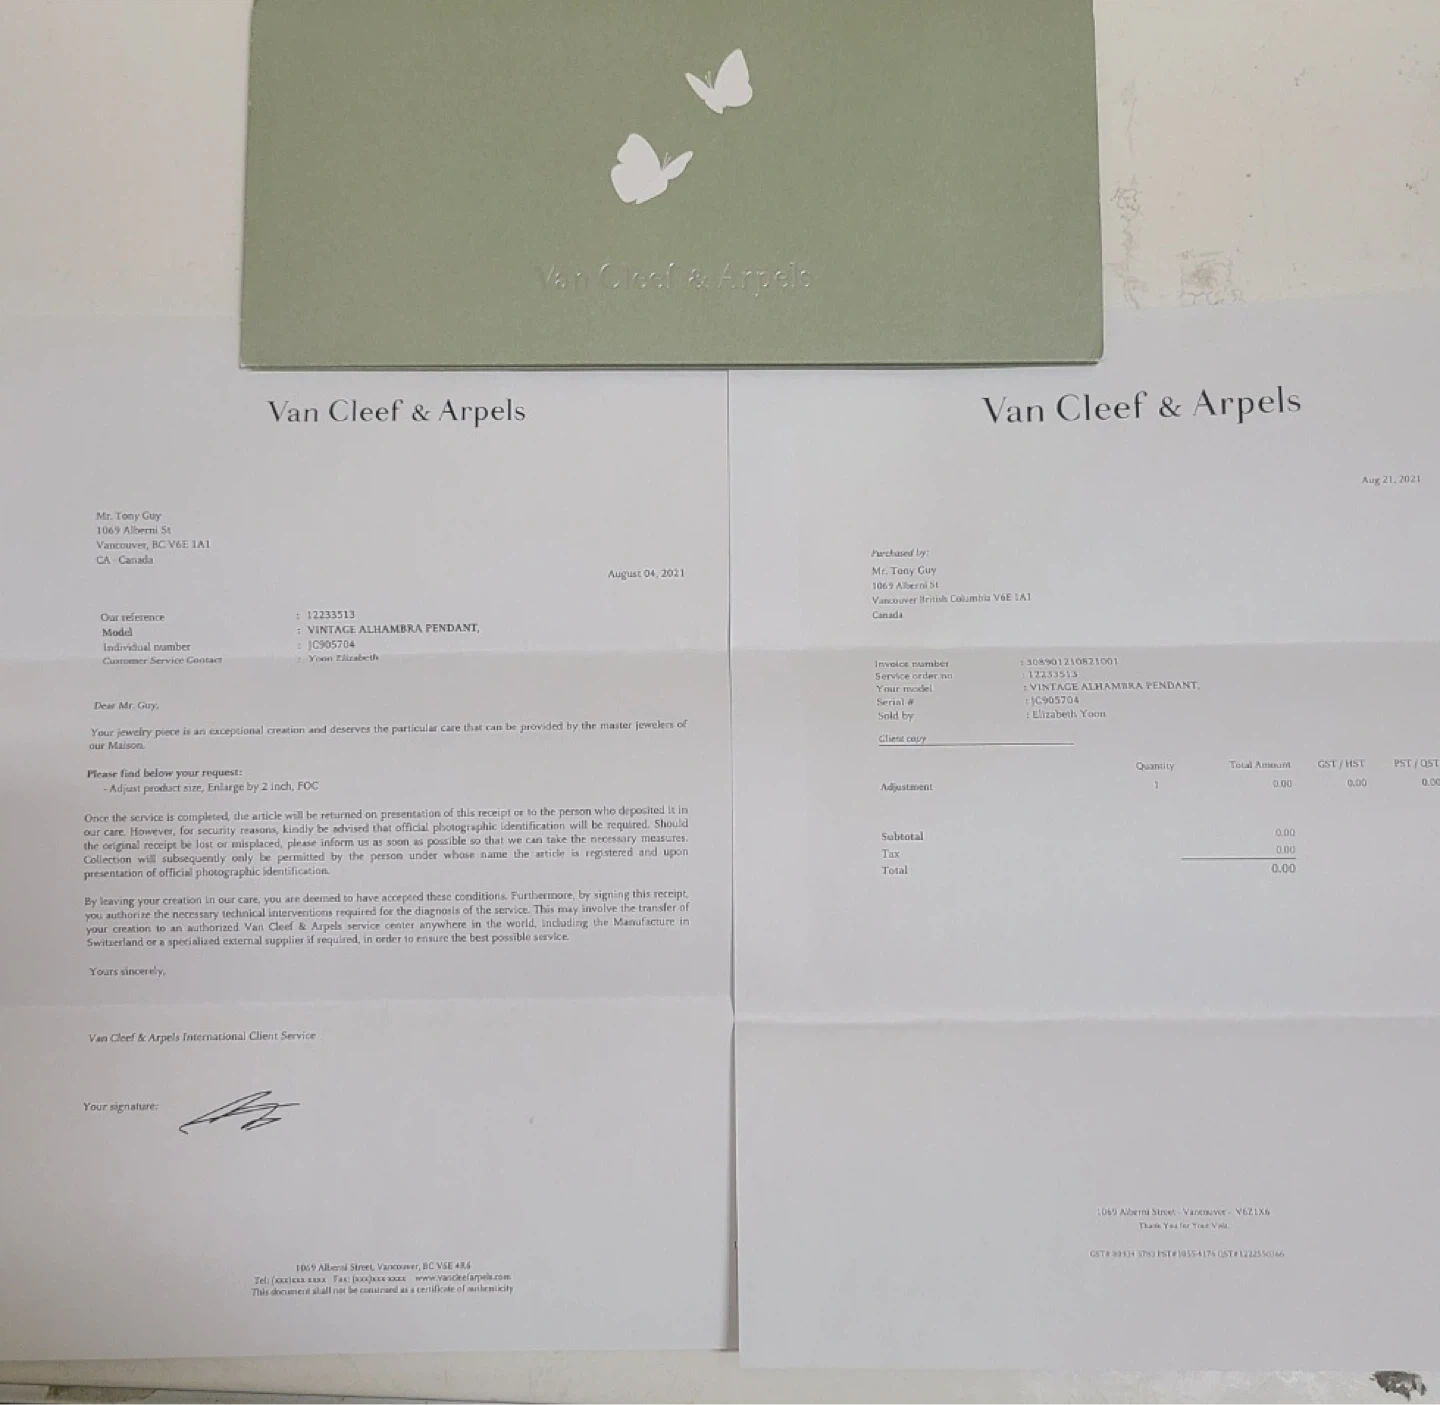 Van Cleef & Arpels
Van Cleef & Arpels
Mr. Tony Guy
1069 Alberni St
Vancouver, BC V6E 1A1
CA - Canada
August 04, 2021
Our reference : 12233513
Model : VINTAGE ALHAMBRA PENDANT,
Individual number : JC905704
Customer Service Contact : Yoon Elizabeth
Dear Mr. Guy,
Your jewelry piece is an exceptional creation and deserves the particular care that can be provided by the master jewelers of
our Maison.
Please find below your request:
- Adjust product size, Enlarge by 2 inch, FOC
Once the service is completed, the article will be returned on presentation of this receipt or to the person who deposited it in
our care. However, for security reasons, kindly be advised that official photographic identification will be required. Should
the original receipt be lost or misplaced, please inform us as soon as possible so that we can take the necessary measures.
Collection will subsequently only be permitted by the person under whose name the article is registered and upon
presentation of official photographic identification.
By leaving your creation in our care, you are deemed to have accepted these conditions. Furthermore, by signing this receipt,
you authorize the necessary technical interventions required for the diagnosis of the service. This may involve the transfer of
your creation to an authorized Van Cleef & Arpels service center anywhere in the world, including the Manufacture in
Switzerland or a specialized external supplier if required, in order to ensure the best possible service.
Yours sincerely,
Van Cleef & Arpels International Client Service
Your signature:
1069 Alberni Street, Vancouver, BC V6E 4R6
Tel: (xxx)xxx xxxx Fax: (xxx)xxx xxxx www.vancleefarpels.com
This document shall not be construed as a certificate of authenticity
Van Cleef & Arpels
Aug 21, 2021
Purchased by:
Mr. Tony Guy
1069 Alberni St
Vancouver British Columbia V6E 1A1
Canada
Invoice number : 308901210821001
Service order no : 12233513
Your model : VINTAGE ALHAMBRA PENDANT,
Serial # : JC905704
Sold by : Elizabeth Yoon
Client copy
Quantity Total Amount GST / HST PST / QST
Adjustment 1 0.00 0.00 0.00
Subtotal 0.00
Tax 0.00
Total 0.00
1069 Alberni Street - Vancouver - V6Z1X6
Thank You for Your Visit.